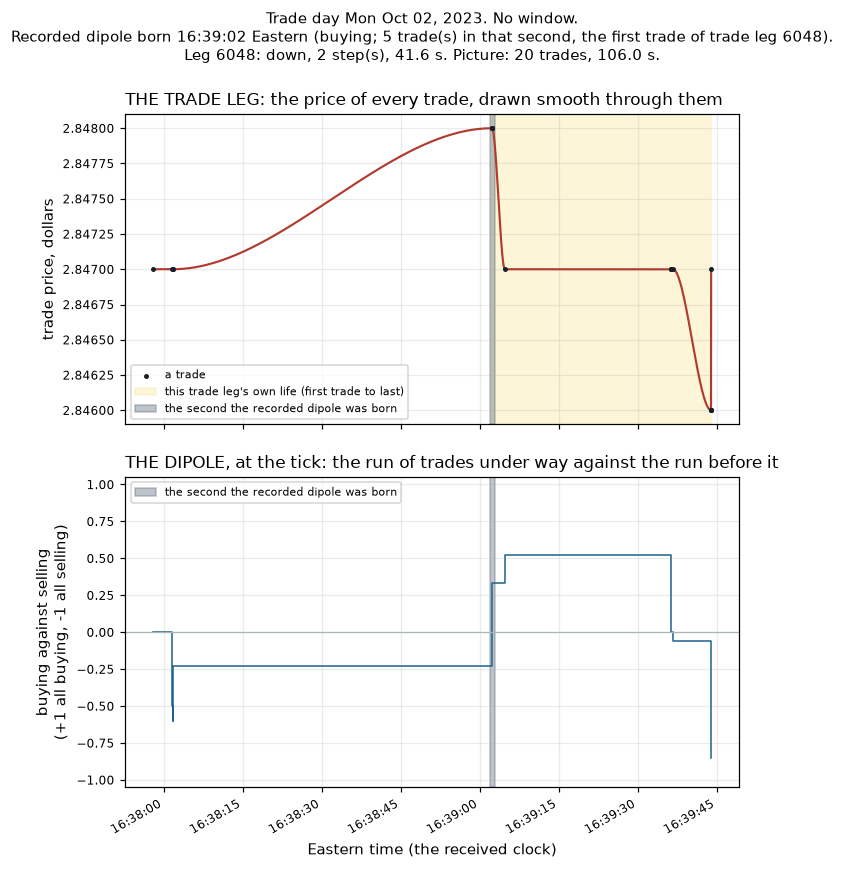 Trade day Mon Oct 02, 2023. No window.
Recorded dipole born 16:39:02 Eastern (buying; 5 trade(s) in that second, the first trade of trade leg 6048).
Leg 6048: down, 2 step(s), 41.6 s. Picture: 20 trades, 106.0 s.
THE TRADE LEG: the price of every trade, drawn smooth through them
trade price, dollars
2.84800
2.84775
2.84750
2.84725
2.84700
2.84675
2.84650
2.84625
2.84600
a trade
this trade leg's own life (first trade to last)
the second the recorded dipole was born
THE DIPOLE, at the tick: the run of trades under way against the run before it
buying against selling
(+1 all buying, -1 all selling)
1.00
0.75
0.50
0.25
0.00
−0.25
−0.50
−0.75
−1.00
the second the recorded dipole was born
16:38:00
16:38:15
16:38:30
16:38:45
16:39:00
16:39:15
16:39:30
16:39:45
Eastern time (the received clock)